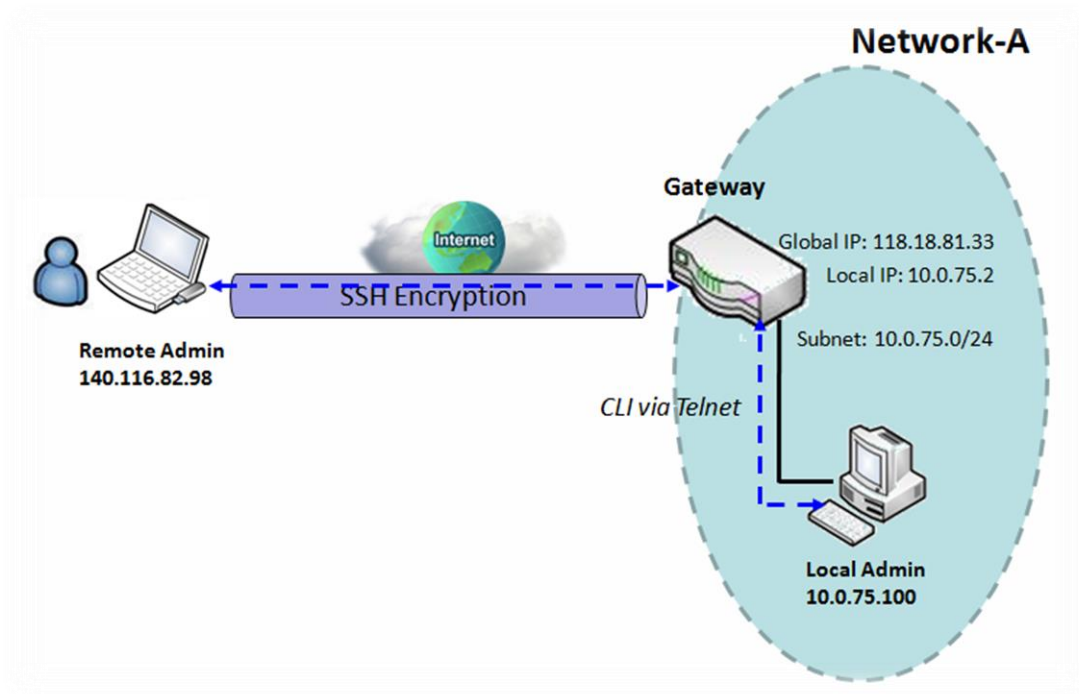 Network-A
Gateway
Global IP: 118.18.81.33
Local IP: 10.0.75.2
Internet
SSH Encryption
Subnet: 10.0.75.0/24
Remote Admin
140.116.82.98
CLI via Telnet
Local Admin
10.0.75.100